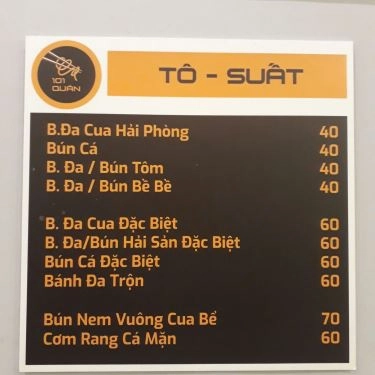 101
QUÁN
TÔ - SUẤT
B.Đa Cua Hải Phòng 40
Bún Cá 40
B. Đa / Bún Tôm 40
B. Đa / Bún Bề Bề 40
B. Đa Cua Đặc Biệt 60
B. Đa/Bún Hải Sản Đặc Biệt 60
Bún Cá Đặc Biệt 60
Bánh Đa Trộn 60
Bún Nem Vuông Cua Bể 70
Cơm Rang Cá Mặn 60